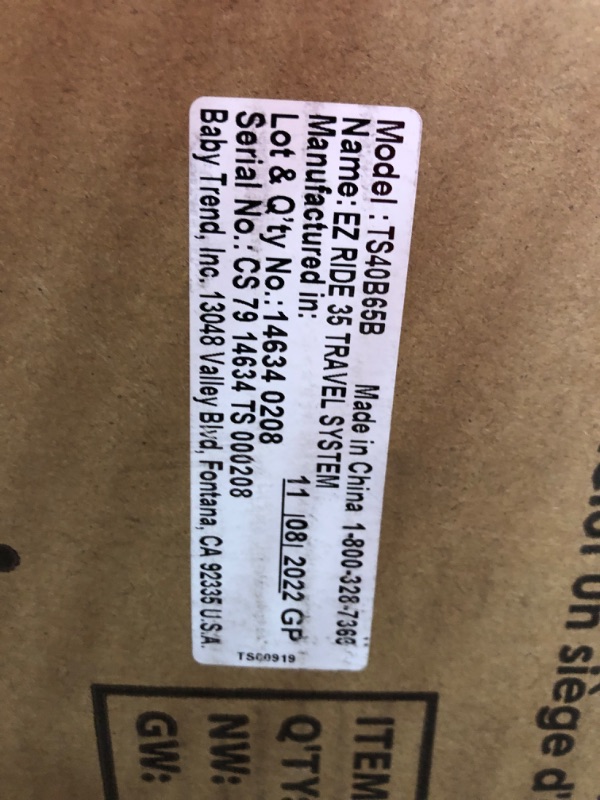 Model : TS40B65B Made in China 1-800-328-7363
Name: EZ RIDE 35 TRAVEL SYSTEM
Manufactured in: 11 |08| 2022 GP
Lot & Q'ty No.: 14634 0208
Serial No.: CS 79 14634 TS 000208
Baby Trend, Inc. 13048 Valley Blvd, Fontana, CA 92335 U.S.A.
TS00919
un siège d'
ITEM
Q'TY:
NW:
GW: